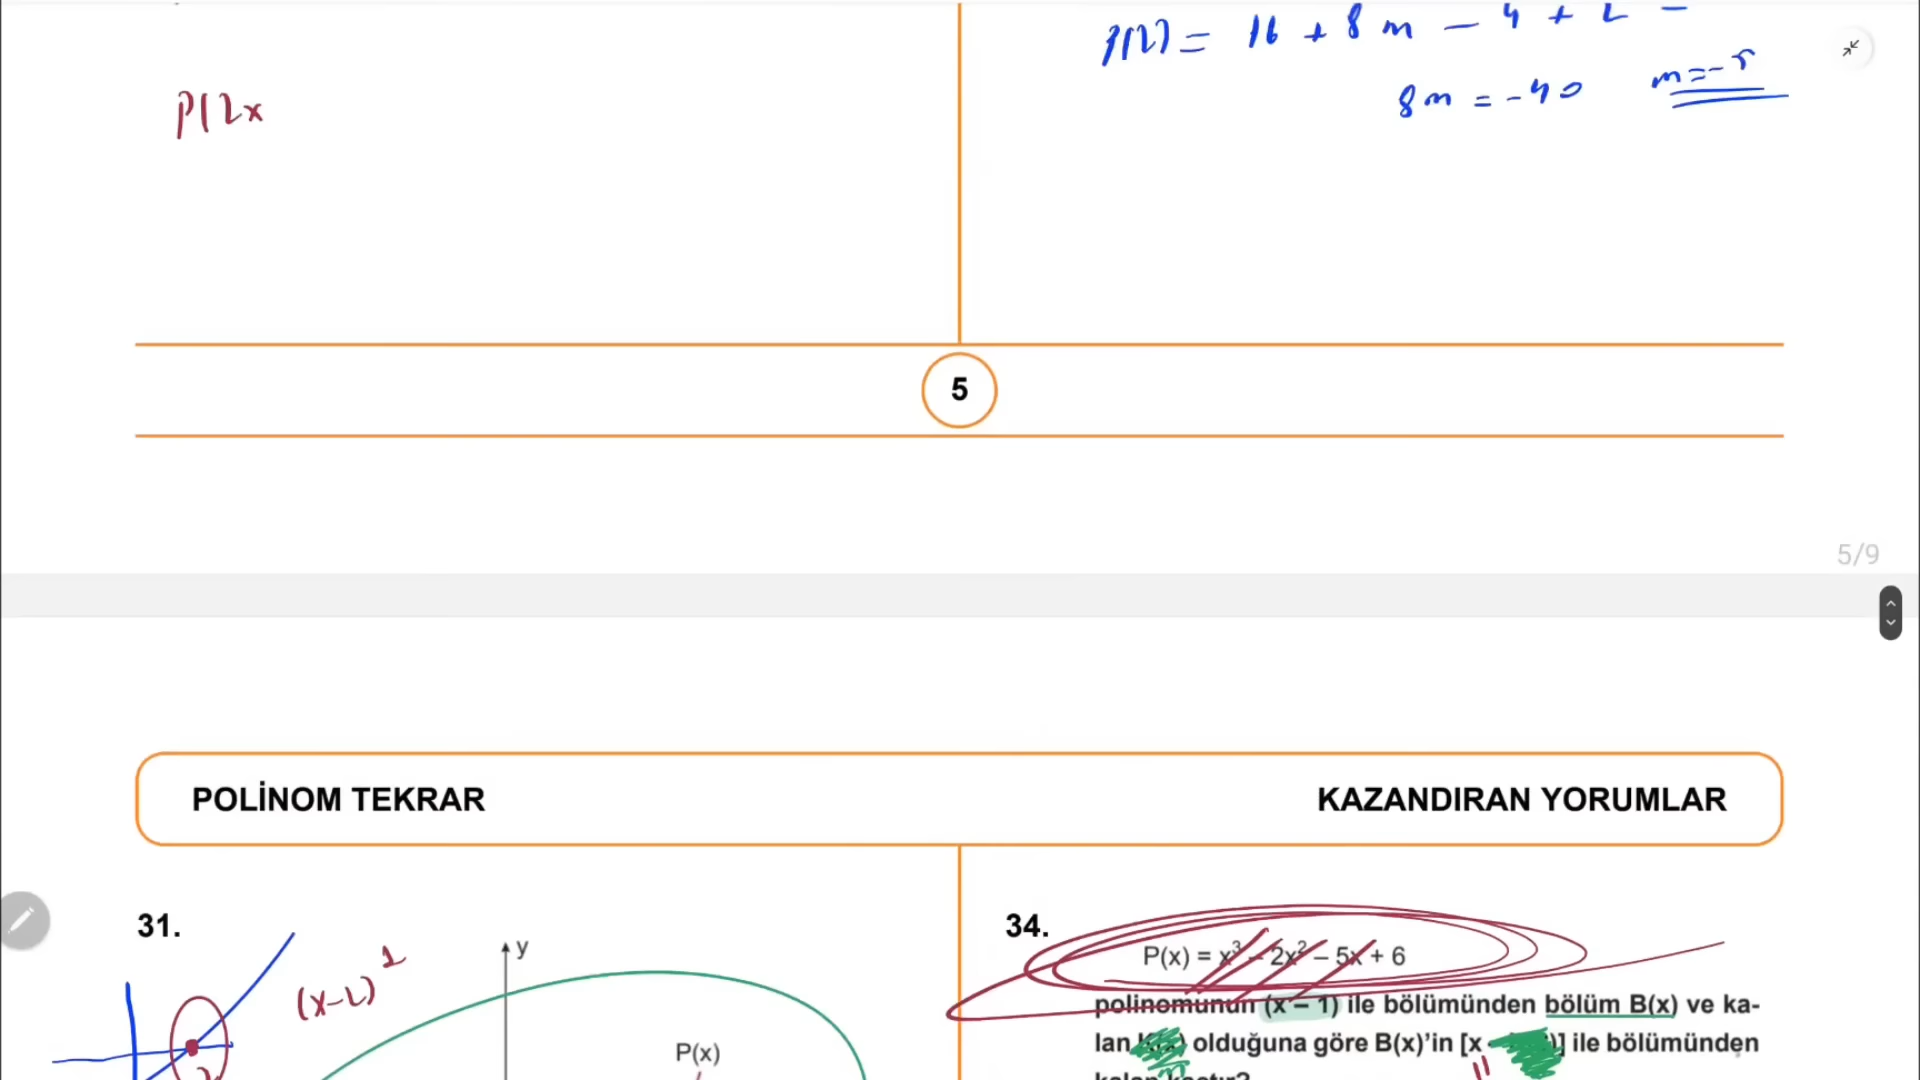 P(2x
P(2) = 16 + 8m - 4 + 2 =
8m = -40
m = -5
5
5/9
POLİNOM TEKRAR
KAZANDIRAN YORUMLAR
31.
(x-2)¹
y
P(x)
34.
P(x) = x³ – 2x² – 5x + 6
polinomunun (x – 1) ile bölümünden bölüm B(x) ve ka-
lan olduğuna göre B(x)'in [x ] ile bölümünden
kalan kaçtır?